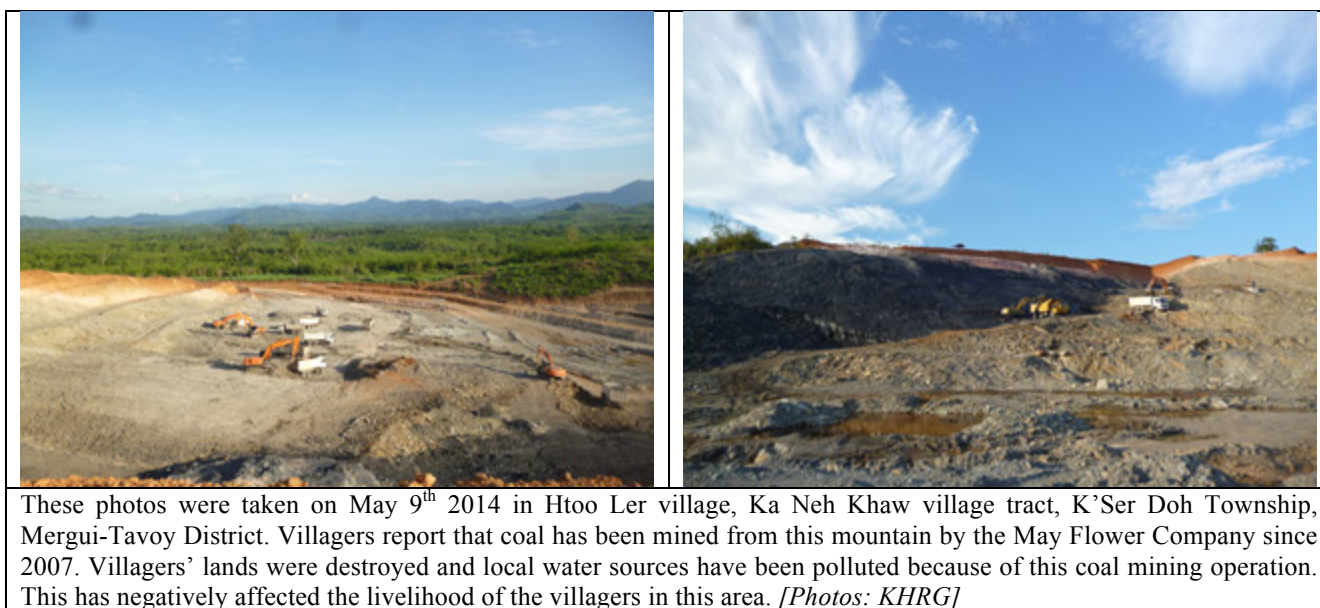 These photos were taken on May 9th 2014 in Htoo Ler village, Ka Neh Khaw village tract, K’Ser Doh Township,
Mergui-Tavoy District. Villagers report that coal has been mined from this mountain by the May Flower Company since
2007. Villagers’ lands were destroyed and local water sources have been polluted because of this coal mining operation.
This has negatively affected the livelihood of the villagers in this area. [Photos: KHRG]